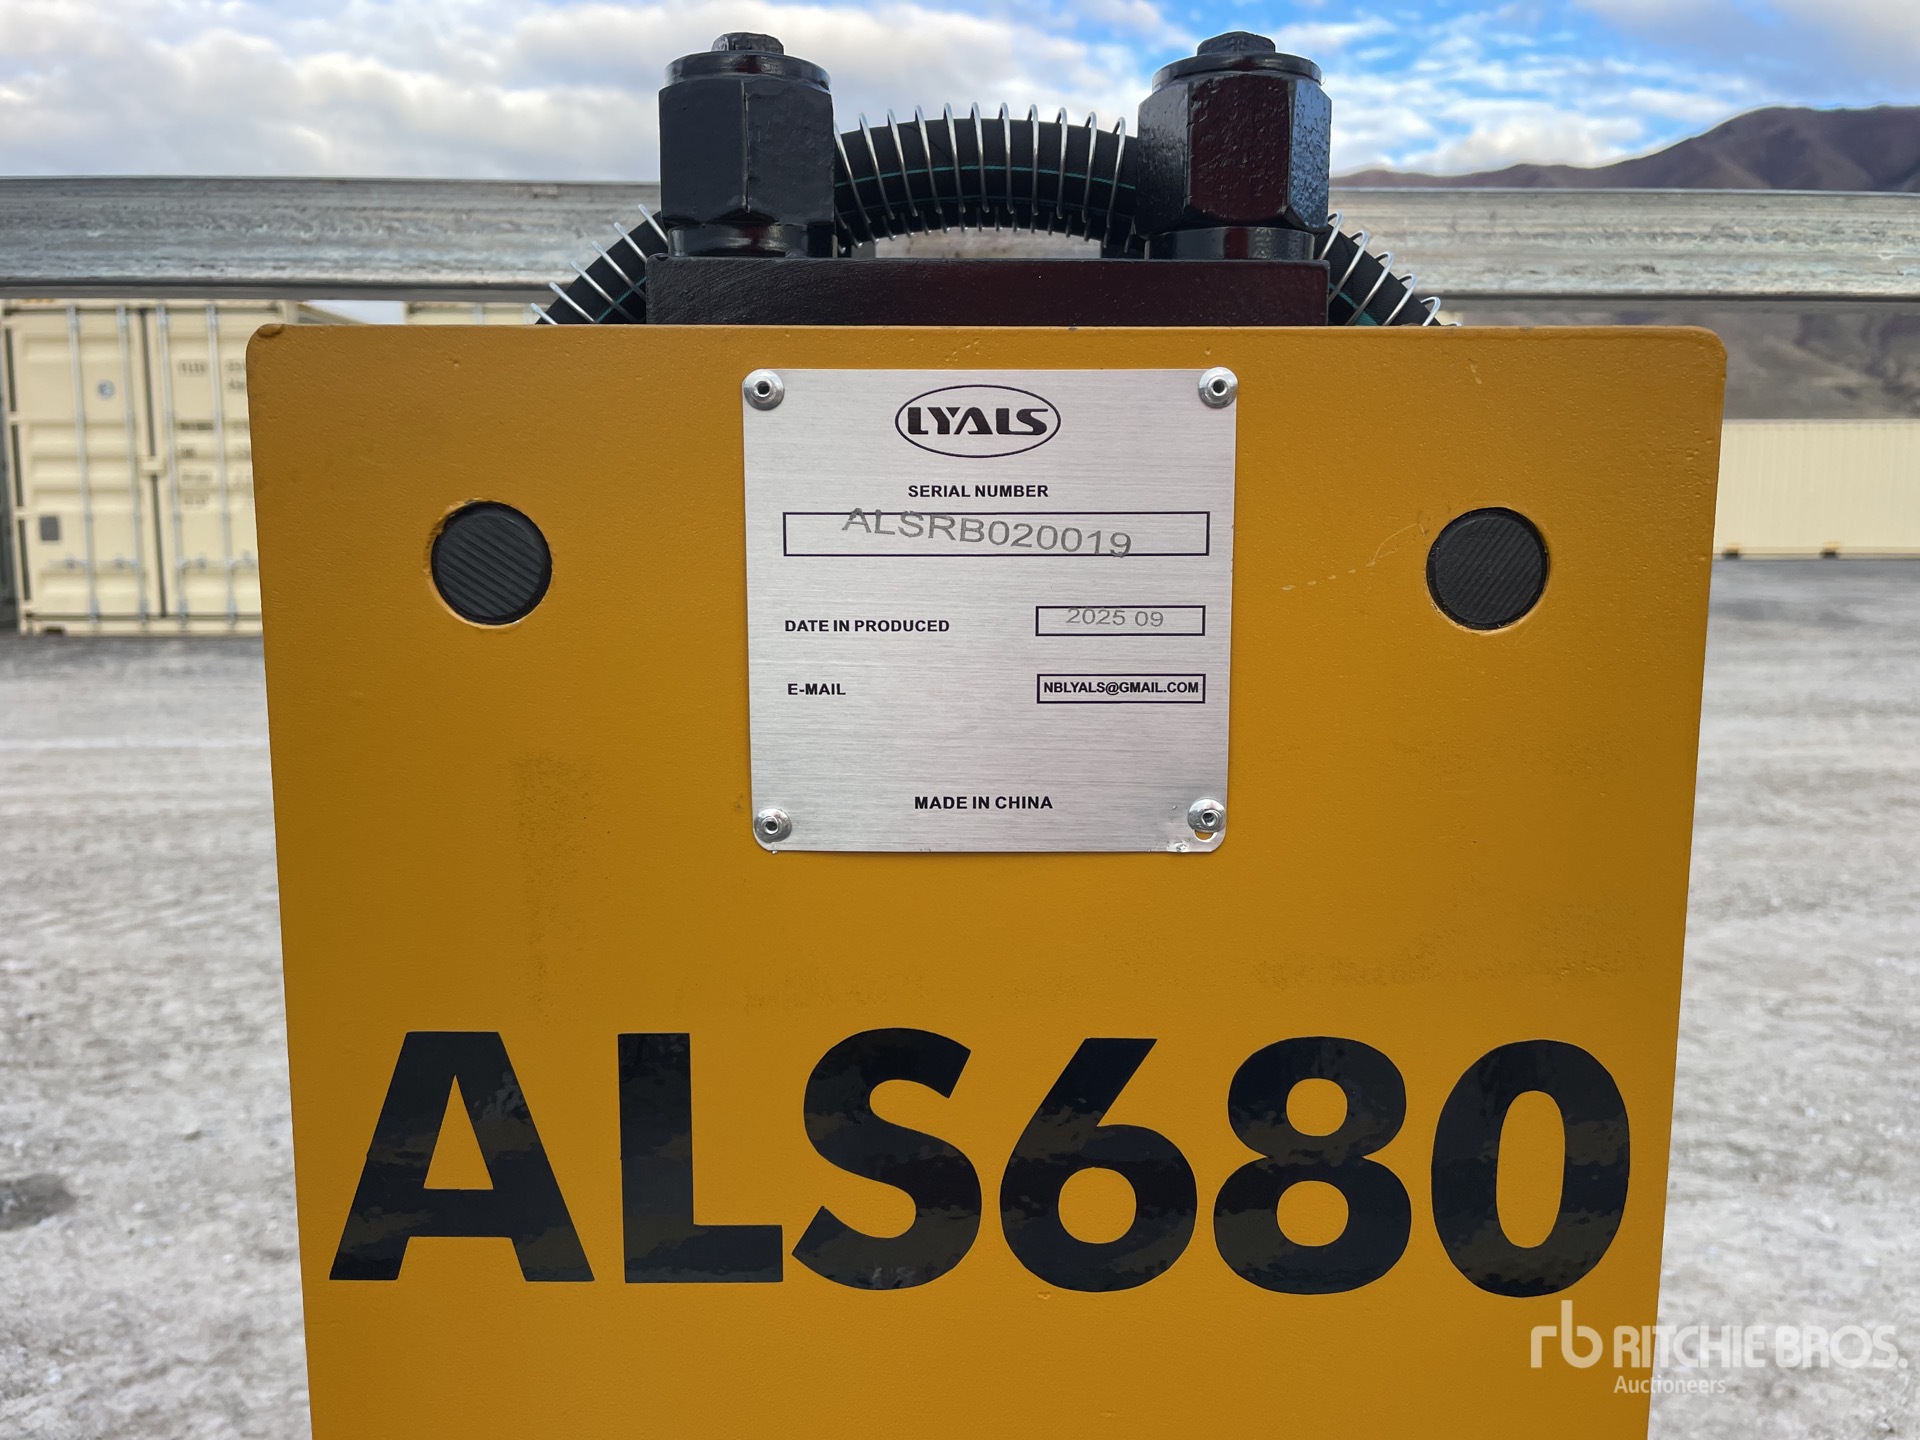 LYALS
SERIAL NUMBER
ALSRB020019
DATE IN PRODUCED
2025 09
E-MAIL
NBLYALS@GMAIL.COM
MADE IN CHINA
ALS680
rb RITCHIE BROS.
Auctioneers